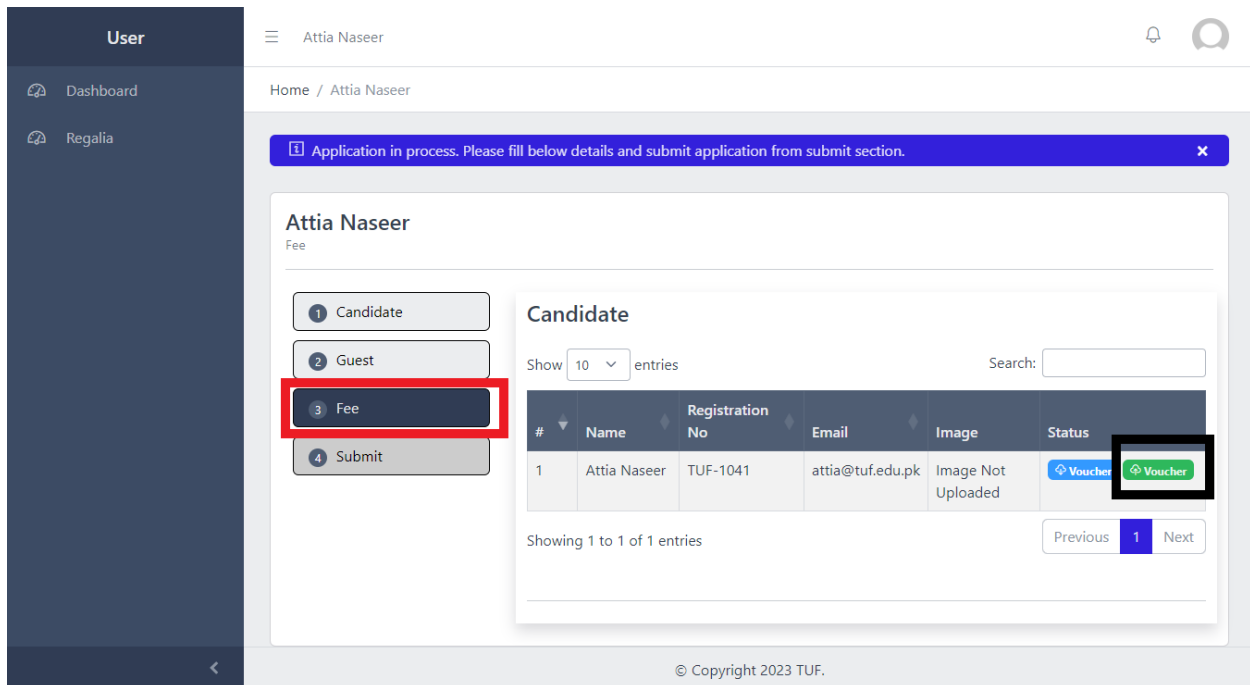 User
Attia Naseer
Dashboard
Home / Attia Naseer
Regalia
Application in process. Please fill below details and submit application from submit section.
Attia Naseer
Fee
1 Candidate
2 Guest
3 Fee
4 Submit
Candidate
Show 10 entries
Search:
# Name Registration No Email Image Status
1 Attia Naseer TUF-1041 attia@tuf.edu.pk Image Not Uploaded Voucher Voucher
Showing 1 to 1 of 1 entries
Previous 1 Next
© Copyright 2023 TUF.